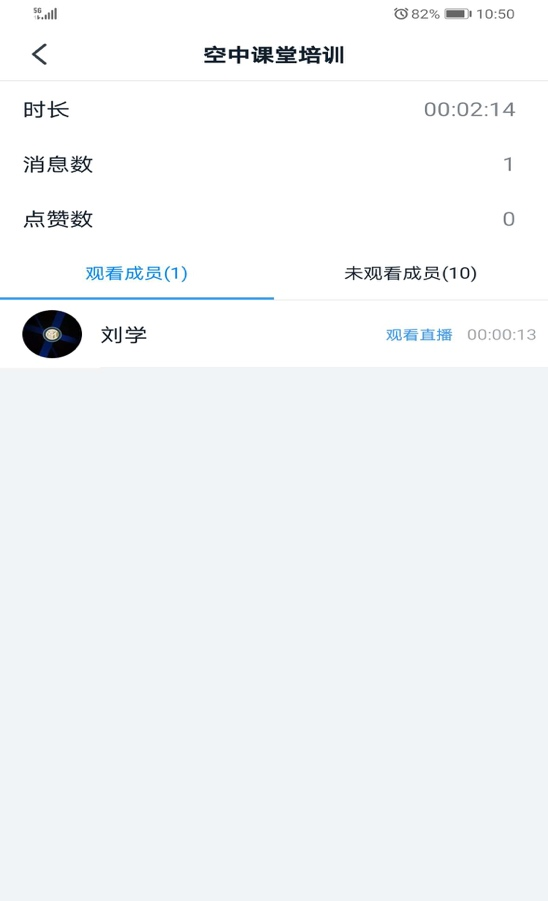 5G 82% 10:50
空中课堂培训
时长 00:02:14
消息数 1
点赞数 0
观看成员(1) 未观看成员(10)
刘学 观看直播 00:00:13